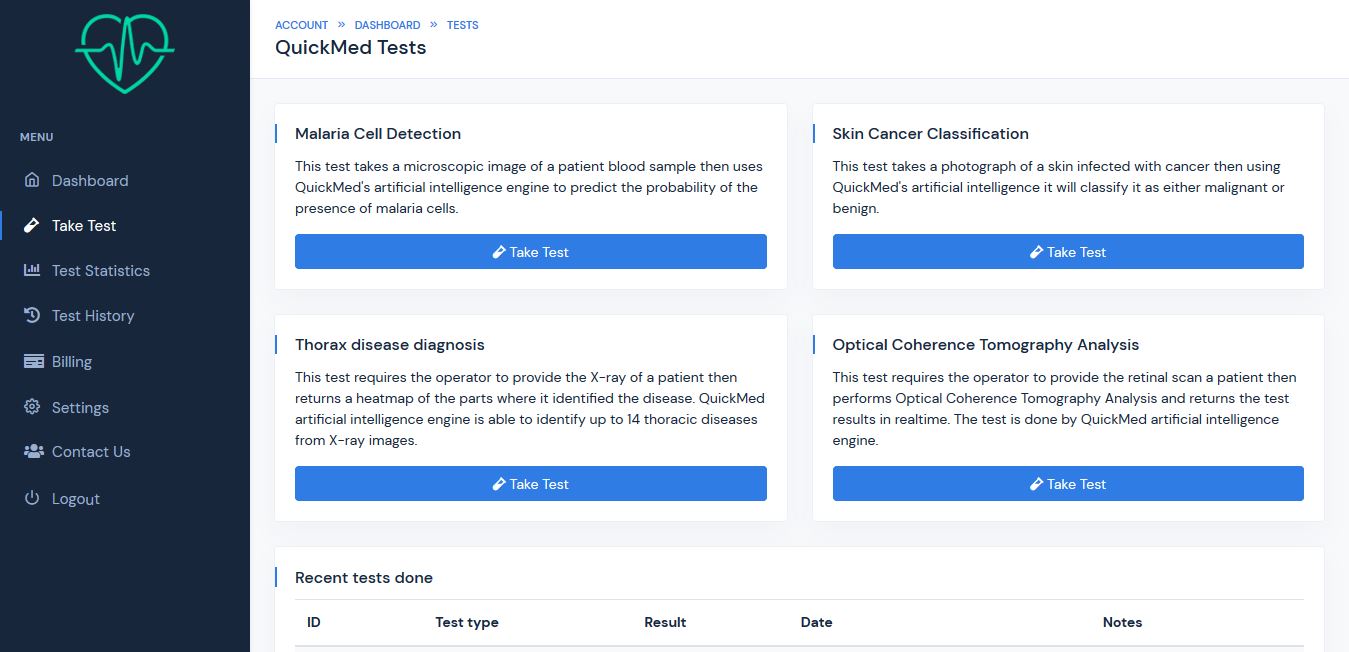 MENU
Dashboard
Take Test
Test Statistics
Test History
Billing
Settings
Contact Us
Logout
ACCOUNT » DASHBOARD » TESTS
QuickMed Tests
Malaria Cell Detection
This test takes a microscopic image of a patient blood sample then uses
QuickMed's artificial intelligence engine to predict the probability of the
presence of malaria cells.
Take Test
Skin Cancer Classification
This test takes a photograph of a skin infected with cancer then using
QuickMed's artificial intelligence it will classify it as either malignant or
benign.
Take Test
Thorax disease diagnosis
This test requires the operator to provide the X-ray of a patient then
returns a heatmap of the parts where it identified the disease. QuickMed
artificial intelligence engine is able to identify up to 14 thoracic diseases
from X-ray images.
Take Test
Optical Coherence Tomography Analysis
This test requires the operator to provide the retinal scan a patient then
performs Optical Coherence Tomography Analysis and returns the test
results in realtime. The test is done by QuickMed artificial intelligence
engine.
Take Test
Recent tests done
ID Test type Result Date Notes